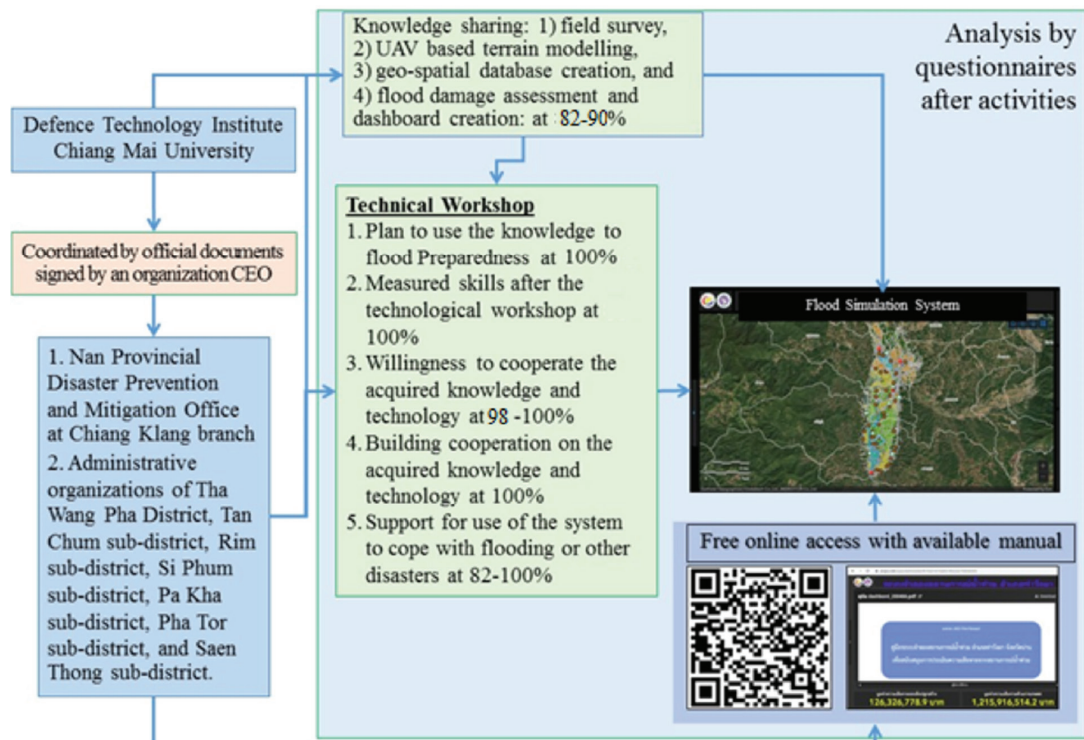 Knowledge sharing: 1) field survey,
2) UAV based terrain modelling,
3) geo-spatial database creation, and
4) flood damage assessment and
dashboard creation: at 82-90%
Analysis by
questionnaires
after activities
Defence Technology Institute
Chiang Mai University
Coordinated by official documents
signed by an organization CEO
1. Nan Provincial
Disaster Prevention
and Mitigation Office
at Chiang Klang branch
2. Administrative
organizations of Tha
Wang Pha District, Tan
Chum sub-district, Rim
sub-district, Si Phum
sub-district, Pa Kha
sub-district, Pha Tor
sub-district, and Saen
Thong sub-district.
Technical Workshop
1. Plan to use the knowledge to
flood Preparedness at 100%
2. Measured skills after the
technological workshop at
100%
3. Willingness to cooperate the
acquired knowledge and
technology at 98 -100%
4. Building cooperation on the
acquired knowledge and
technology at 100%
5. Support for use of the system
to cope with flooding or other
disasters at 82-100%
Flood Simulation System
Free online access with available manual
126,326,778.9 บาท
1,215,916,514.2 บาท